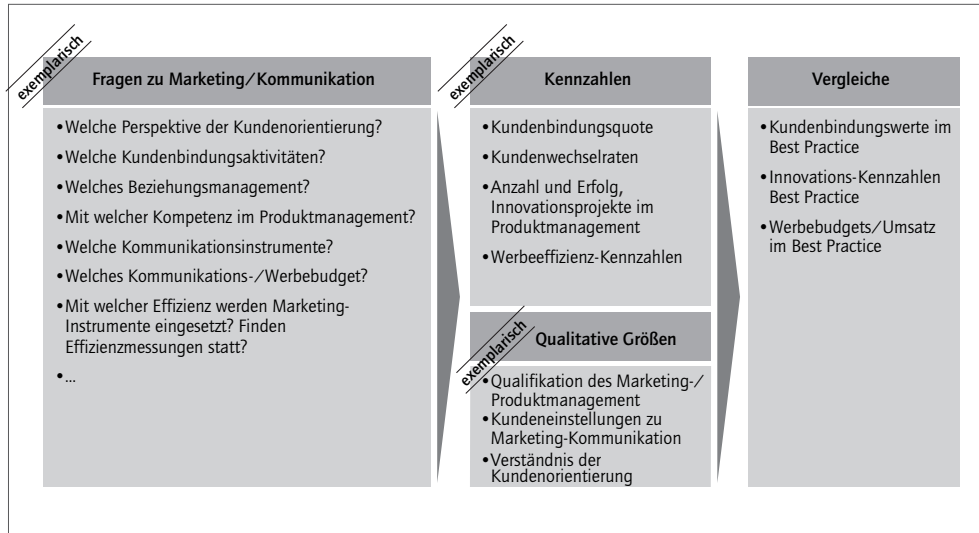 exemplarisch
Fragen zu Marketing/Kommunikation
•Welche Perspektive der Kundenorientierung?
•Welche Kundenbindungsaktivitäten?
•Welches Beziehungsmanagement?
•Mit welcher Kompetenz im Produktmanagement?
•Welche Kommunikationsinstrumente?
•Welches Kommunikations-/Werbebudget?
•Mit welcher Effizienz werden Marketing-
Instrumente eingesetzt? Finden
Effizienzmessungen statt?
•...
exemplarisch
Kennzahlen
•Kundenbindungsquote
•Kundenwechselraten
•Anzahl und Erfolg,
Innovationsprojekte im
Produktmanagement
•Werbeeffizienz-Kennzahlen
exemplarisch
Qualitative Größen
•Qualifikation des Marketing-/
Produktmanagement
•Kundeneinstellungen zu
Marketing-Kommunikation
•Verständnis der
Kundenorientierung
Vergleiche
•Kundenbindungswerte im
Best Practice
•Innovations-Kennzahlen
Best Practice
•Werbebudgets/Umsatz
im Best Practice